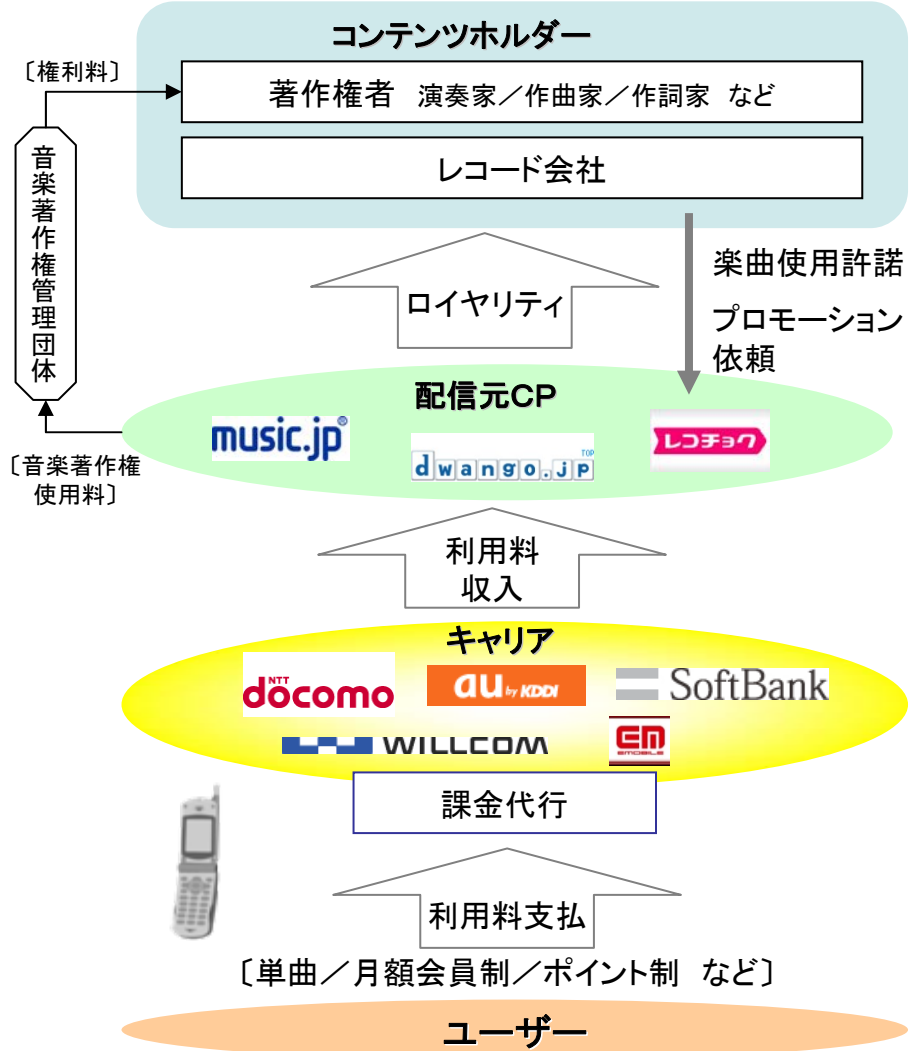 コンテンツホルダー
〔権利料〕
著作権者 演奏家／作曲家／作詞家 など
レコード会社
音楽著作権管理団体
楽曲使用許諾
プロモーション
依頼
ロイヤリティ
配信元CP
music.jp®
dwango.jp
TOP
レコチョク
〔音楽著作権
使用料〕
利用料
収入
キャリア
NTT
döcomo
au by KDDI
SoftBank
WILLCOM
EM
EMOBILE
課金代行
利用料支払
〔単曲／月額会員制／ポイント制 など〕
ユーザー